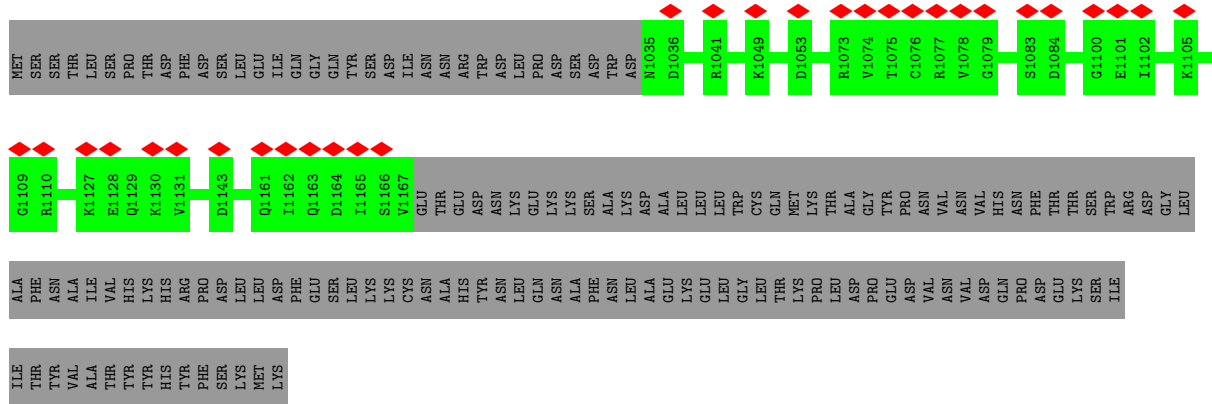 MET SER SER THR LEU SER PRO THR ASP PHE ASP SER LEU GLU ILE GLN GLY GLN TYR SER ASP ILE ASN ASN ARG TRP ASP LEU PRO ASP SER ASP TRP ASP N1035 D1036 R1041 K1049 D1053 R1073 V1074 T1075 C1076 R1077 V1078 G1079 S1083 D1084 G1100 E1101 I1102 K1105
G1109 R1110 K1127 E1128 Q1129 K1130 V1131 D1143 Q1161 I1162 Q1163 D1164 I1165 S1166 V1167 GLU THR GLU ASP ASN LYS GLU LYS LYS SER ALA LYS ASP ALA LEU LEU LEU TRP CYS GLN MET LYS THR ALA GLY TYR PRO ASN VAL ASN VAL HIS ASN PHE THR THR SER TRP ARG ASP GLY LEU
ALA PHE ASN ALA ILE VAL HIS LYS HIS ARG PRO ASP LEU LEU ASP PHE GLU SER LEU LYS LYS CYS ASN ALA HIS TYR ASN LEU GLN ASN ALA PHE ASN LEU ALA GLU LYS GLU LEU GLY LEU THR LYS PRO LEU ASP PRO GLU ASP VAL ASN VAL ASP GLN PRO ASP GLU LYS SER ILE
ILE THR TYR VAL ALA THR TYR TYR HIS TYR PHE SER LYS MET LYS